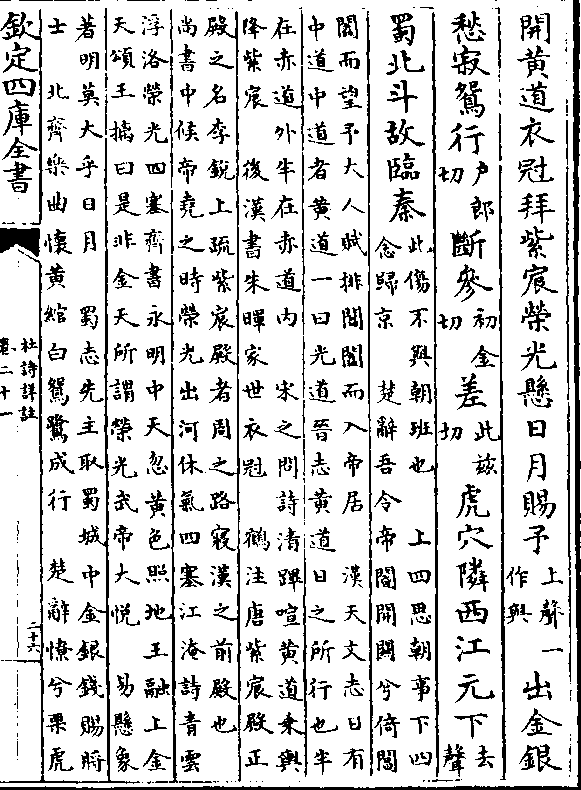 開黃道衣冠拜紫宸榮光懸日月賜予上聲一作與出金銀
愁寂鴛行户郎切斷參初金切差此兹切虎穴隣西江元下去聲
蜀北斗故臨秦此傷不與朝班也 上四思朝事下四
念歸京 楚辭吾令帝閽開關兮倚閶
闔而望予大人賦排閶闔而入帝居 漢天文志日有
中道中道者黃道一曰光道晉志黃道日之所行也半
在赤道外半在赤道內 宋之問詩清蹕喧黃道乘輿
降紫宸 後漢書朱暉家世衣冠 鶴注唐紫宸殿正
殿之名李銳上疏紫宸殿者周之路寢漢之前殿也
尚書中候帝堯之時榮光出河休氣四塞江淹詩青雲
浮洛榮光四塞齊書永明中天忽黃色照地王融上金
天頌王摛曰是非金天所謂榮光武帝大悅 易懸象
著明莫大乎日月 蜀志先主取蜀城中金銀錢賜將
士 北齊樂曲懷黃綰白鴛鷺成行 楚辭憭兮栗虎
欽定四庫全書
杜詩詳註
卷二十一
二十六